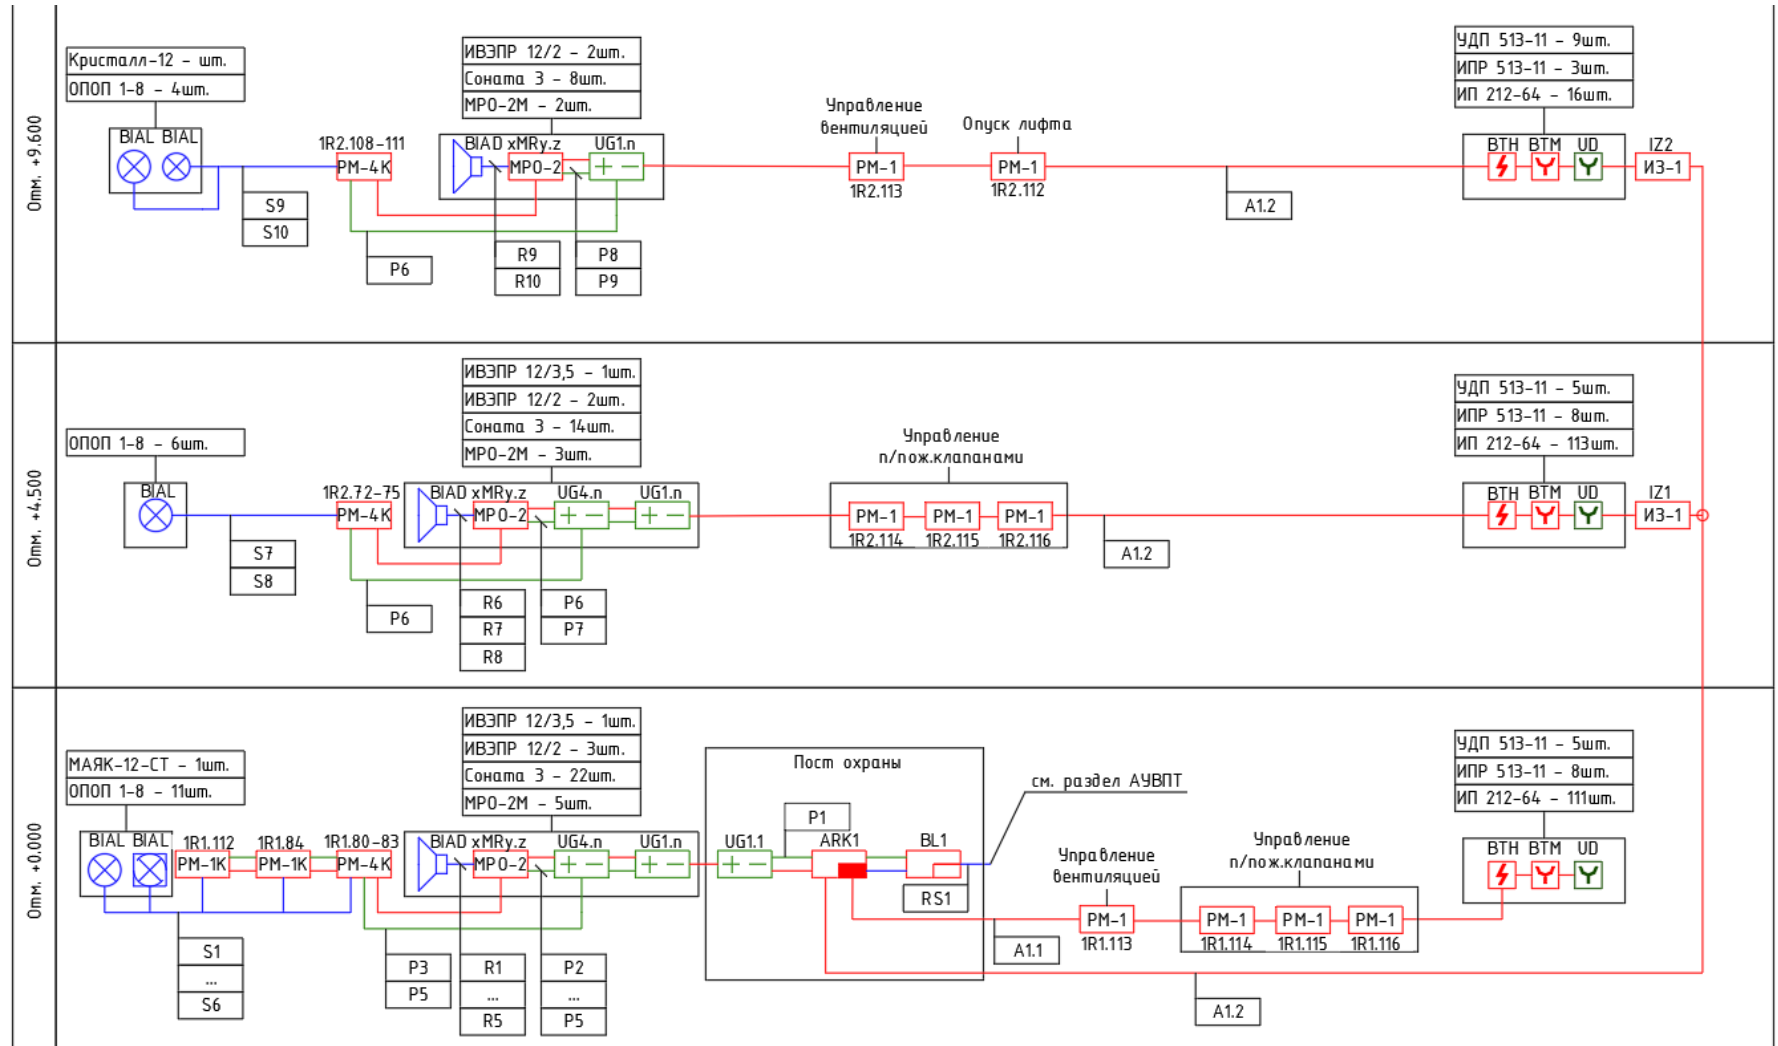 Отм. +9.600
Кристалл-12 - шт.
ОПОП 1-8 - 4шт.
BIAL BIAL
S9
S10
1R2.108-111
РМ-4К
P6
ИВЭПР 12/2 - 2шт.
Соната 3 - 8шт.
МРО-2М - 2шт.
BIAD xMRy.z UG1.n
МРО-2
R9
R10
P8
P9
Управление
вентиляцией
РМ-1
1R2.113
Опуск лифта
РМ-1
1R2.112
A1.2
УДП 513-11 - 9шт.
ИПР 513-11 - 3шт.
ИП 212-64 - 16шт.
BTH BTM UD
IZ2
ИЗ-1
Отм. +4.500
ОПОП 1-8 - 6шт.
BIAL
S7
S8
1R2.72-75
РМ-4К
P6
ИВЭПР 12/3,5 - 1шт.
ИВЭПР 12/2 - 2шт.
Соната 3 - 14шт.
МРО-2М - 3шт.
BIAD xMRy.z UG4.n UG1.n
МРО-2
R6
R7
R8
P6
P7
Управление
п/пож.клапанами
РМ-1 РМ-1 РМ-1
1R2.114 1R2.115 1R2.116
A1.2
УДП 513-11 - 5шт.
ИПР 513-11 - 8шт.
ИП 212-64 - 113шт.
BTH BTM UD
IZ1
ИЗ-1
Отм. +0.000
МАЯК-12-СТ - 1шт.
ОПОП 1-8 - 11шт.
BIAL BIAL
1R1.112 1R1.84 1R1.80-83
РМ-1К РМ-1К РМ-4К
S1
...
S6
P3
P5
ИВЭПР 12/3,5 - 1шт.
ИВЭПР 12/2 - 3шт.
Соната 3 - 22шт.
МРО-2М - 5шт.
BIAD xMRy.z UG4.n UG1.n
МРО-2
R1
...
R5
P2
...
P5
Пост охраны
P1
UG1.1 ARK1 BL1
RS1
см. раздел АУВПТ
A1.1
Управление
вентиляцией
РМ-1
1R1.113
Управление
п/пож.клапанами
РМ-1 РМ-1 РМ-1
1R1.114 1R1.115 1R1.116
A1.2
УДП 513-11 - 5шт.
ИПР 513-11 - 8шт.
ИП 212-64 - 111шт.
BTH BTM UD